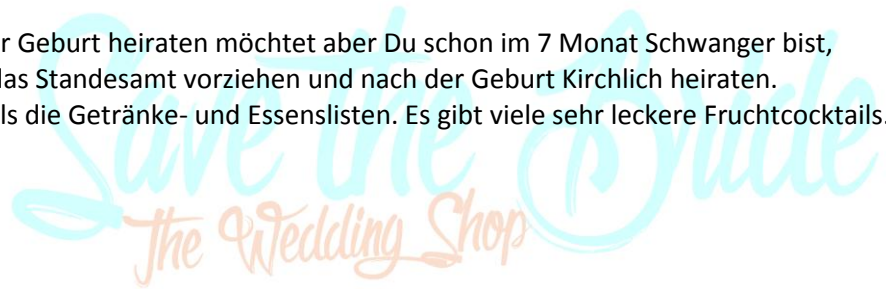 r Geburt heiraten möchtet aber Du schon im 7 Monat Schwanger bist,
das Standesamt vorziehen und nach der Geburt Kirchlich heiraten.
ls die Getränke- und Essenslisten. Es gibt viele sehr leckere Fruchtcocktails.
Save the Bride
The Wedding Shop